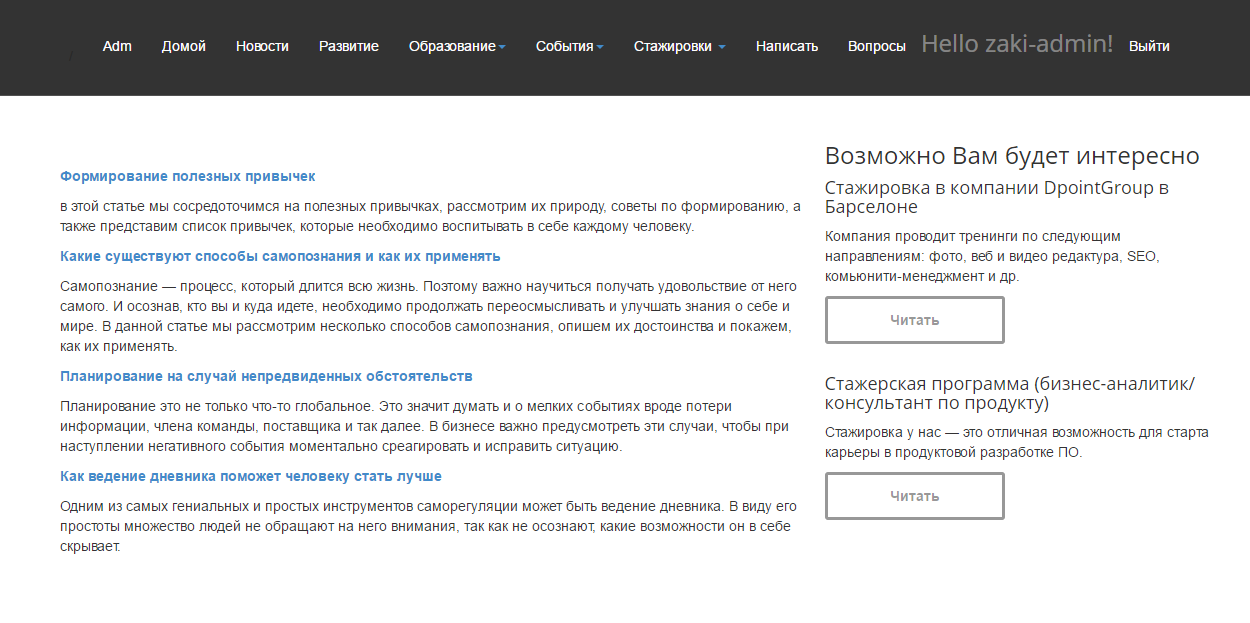 Adm Домой Новости Развитие Образование События Стажировки Написать Вопросы Hello zaki-admin! Выйти
Формирование полезных привычек
в этой статье мы сосредоточимся на полезных привычках, рассмотрим их природу, советы по формированию, а
также представим список привычек, которые необходимо воспитывать в себе каждому человеку.
Какие существуют способы самопознания и как их применять
Самопознание — процесс, который длится всю жизнь. Поэтому важно научиться получать удовольствие от него
самого. И осознав, кто вы и куда идете, необходимо продолжать переосмысливать и улучшать знания о себе и
мире. В данной статье мы рассмотрим несколько способов самопознания, опишем их достоинства и покажем,
как их применять.
Планирование на случай непредвиденных обстоятельств
Планирование это не только что-то глобальное. Это значит думать и о мелких событиях вроде потери
информации, члена команды, поставщика и так далее. В бизнесе важно предусмотреть эти случаи, чтобы при
наступлении негативного события моментально среагировать и исправить ситуацию.
Как ведение дневника поможет человеку стать лучше
Одним из самых гениальных и простых инструментов саморегуляции может быть ведение дневника. В виду его
простоты множество людей не обращают на него внимания, так как не осознают, какие возможности он в себе
скрывает.
Возможно Вам будет интересно
Стажировка в компании DpointGroup в
Барселоне
Компания проводит тренинги по следующим
направлениям: фото, веб и видео редактура, SEO,
комьюнити-менеджмент и др.
Читать
Стажерская программа (бизнес-аналитик/
консультант по продукту)
Стажировка у нас — это отличная возможность для старта
карьеры в продуктовой разработке ПО.
Читать